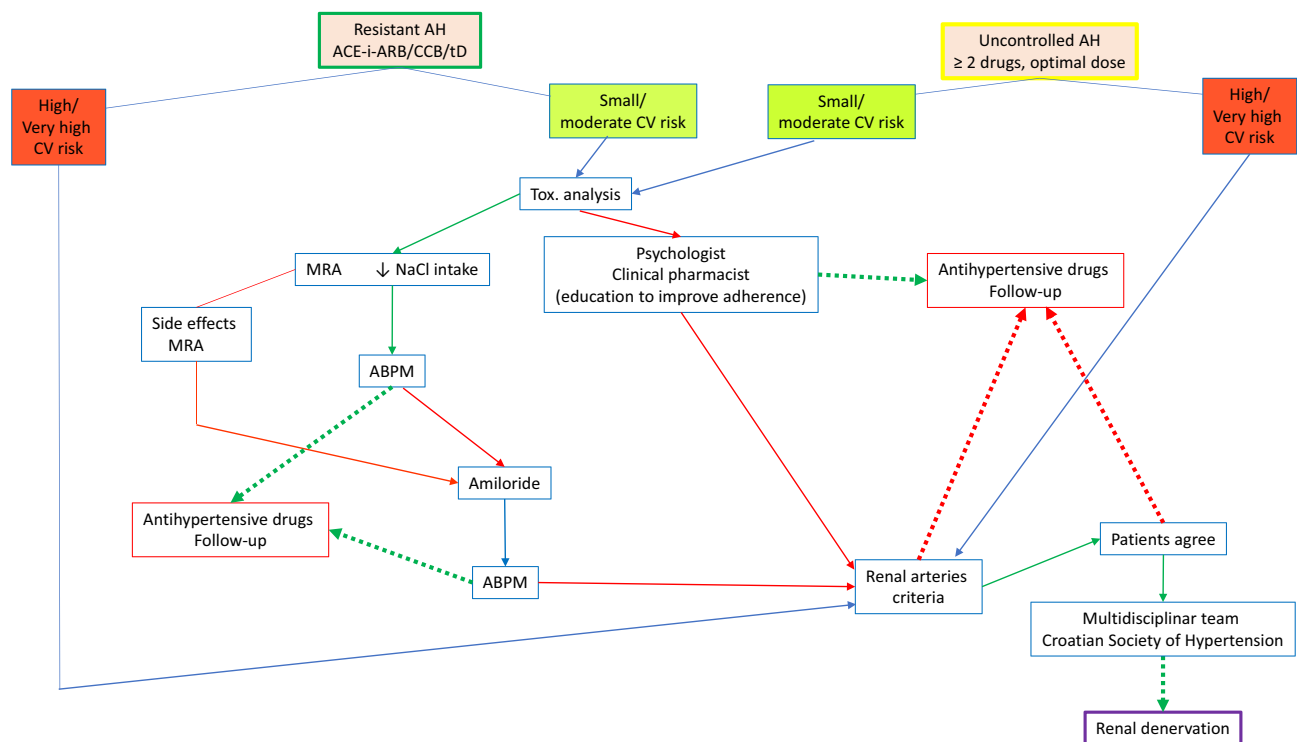 Resistant AH
ACE-i-ARB/CCB/tD
Uncontrolled AH
≥ 2 drugs, optimal dose
High/
Very high
CV risk
Small/
moderate CV risk
Small/
moderate CV risk
High/
Very high
CV risk
Tox. analysis
MRA ↓ NaCl intake
Psychologist
Clinical pharmacist
(education to improve adherence)
Antihypertensive drugs
Follow-up
Side effects
MRA
ABPM
Amiloride
Antihypertensive drugs
Follow-up
ABPM
Renal arteries
criteria
Patients agree
Multidisciplinar team
Croatian Society of Hypertension
Renal denervation